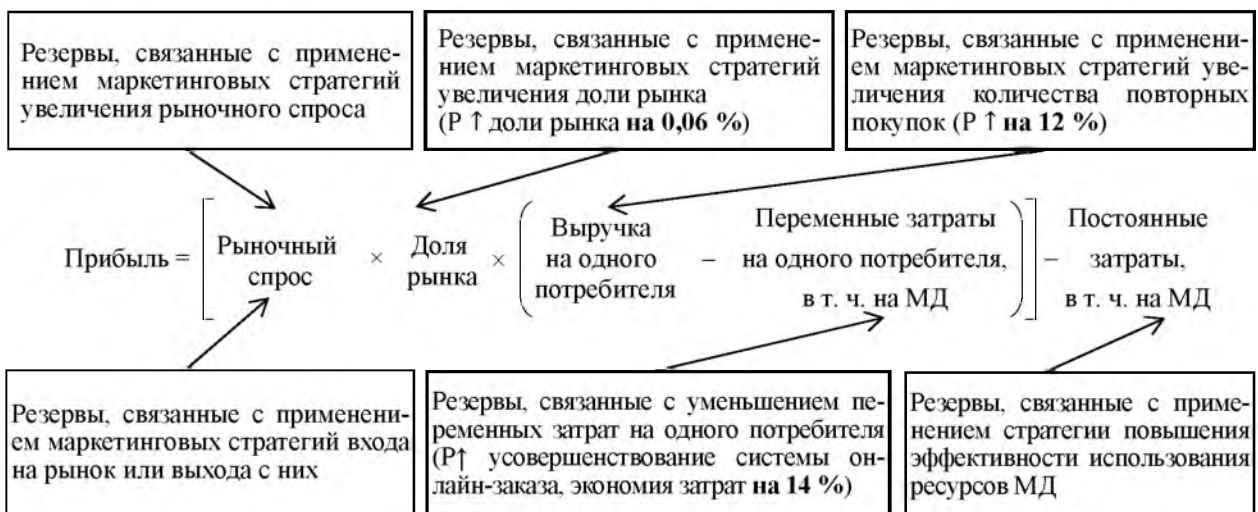 Резервы, связанные с примене-
нием маркетинговых стратегий
увеличения рыночного спроса
Резервы, связанные с примене-
нием маркетинговых стратегий
увеличения доли рынка
(Р ↑ доли рынка на 0,06 %)
Резервы, связанные с применени-
ем маркетинговых стратегий уве-
личения количества повторных
покупок (Р ↑ на 12 %)
Прибыль = [ Рыночный спрос × Доля рынка × ( Выручка на одного потребителя – Переменные затраты на одного потребителя, в т. ч. на МД ) ] – Постоянные затраты, в т. ч. на МД
Резервы, связанные с применени-
ем маркетинговых стратегий входа
на рынок или выхода с них
Резервы, связанные с уменьшением пе-
ременных затрат на одного потребителя
(Р↑ усовершенствование системы он-
лайн-заказа, экономия затрат на 14 %)
Резервы, связанные с приме-
нением стратегии повышения
эффективности использования
ресурсов МД